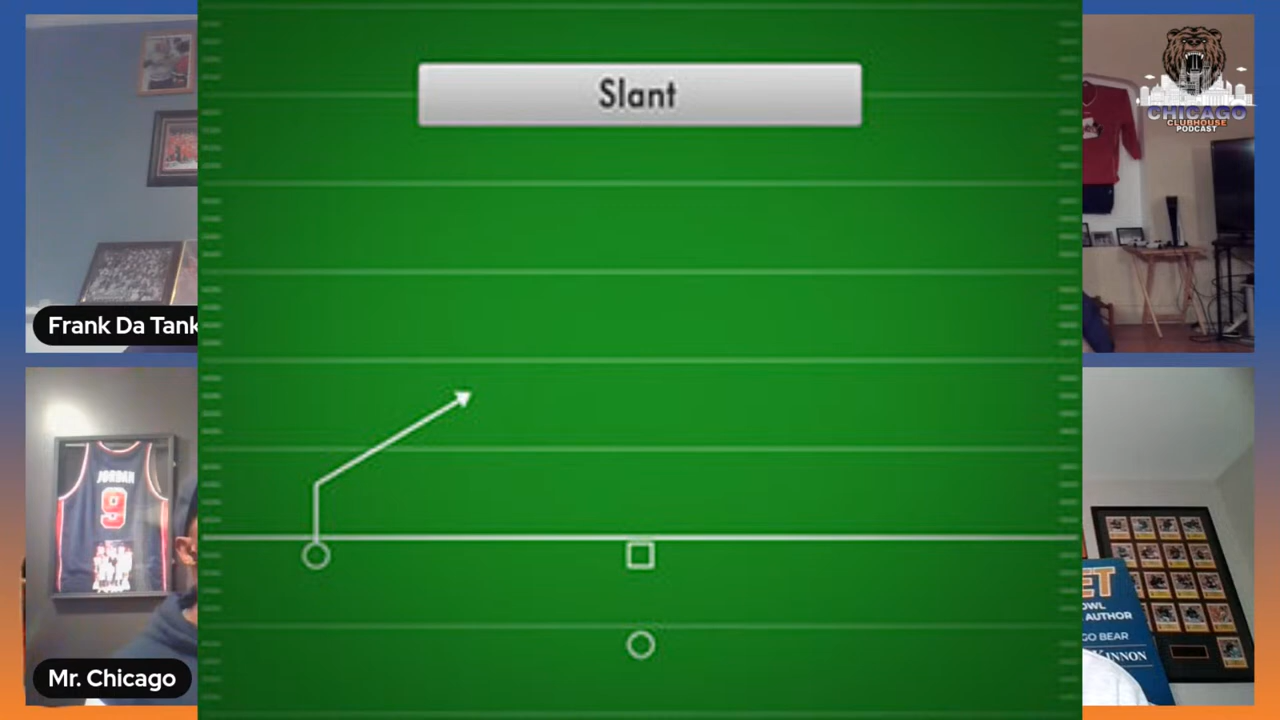 Slant
CHICAGO
CLUBHOUSE
PODCAST
Frank Da Tank
JORDAN
9
Mr. Chicago
ET
OWL
AUTHOR
GO BEAR
KINNON